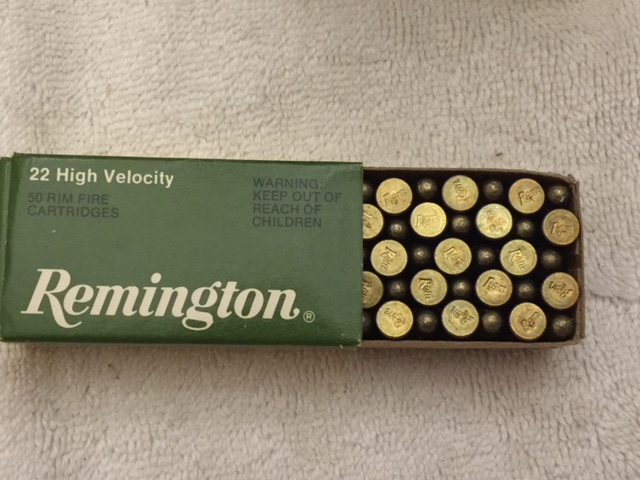 22 High Velocity
50 RIM FIRE
CARTRIDGES
WARNING:
KEEP OUT OF
REACH OF
CHILDREN
Remington®